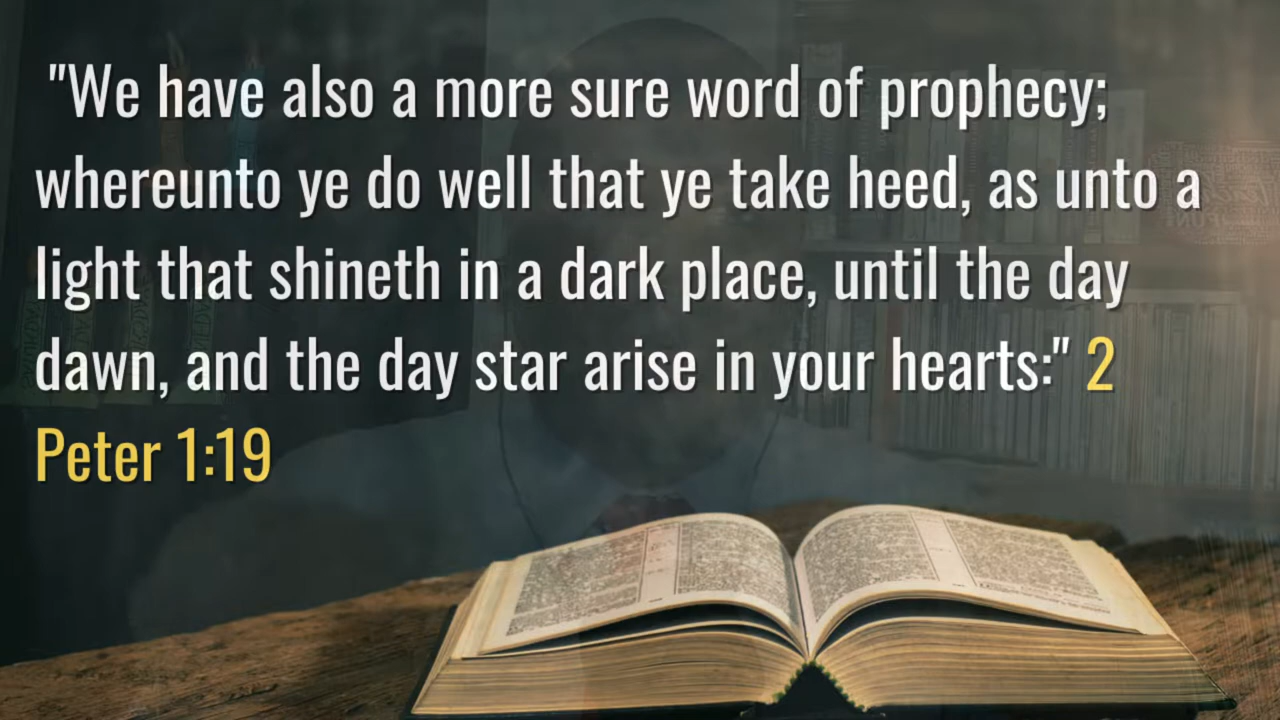 "We have also a more sure word of prophecy;
whereunto ye do well that ye take heed, as unto a
light that shineth in a dark place, until the day
dawn, and the day star arise in your hearts:" 2
Peter 1:19